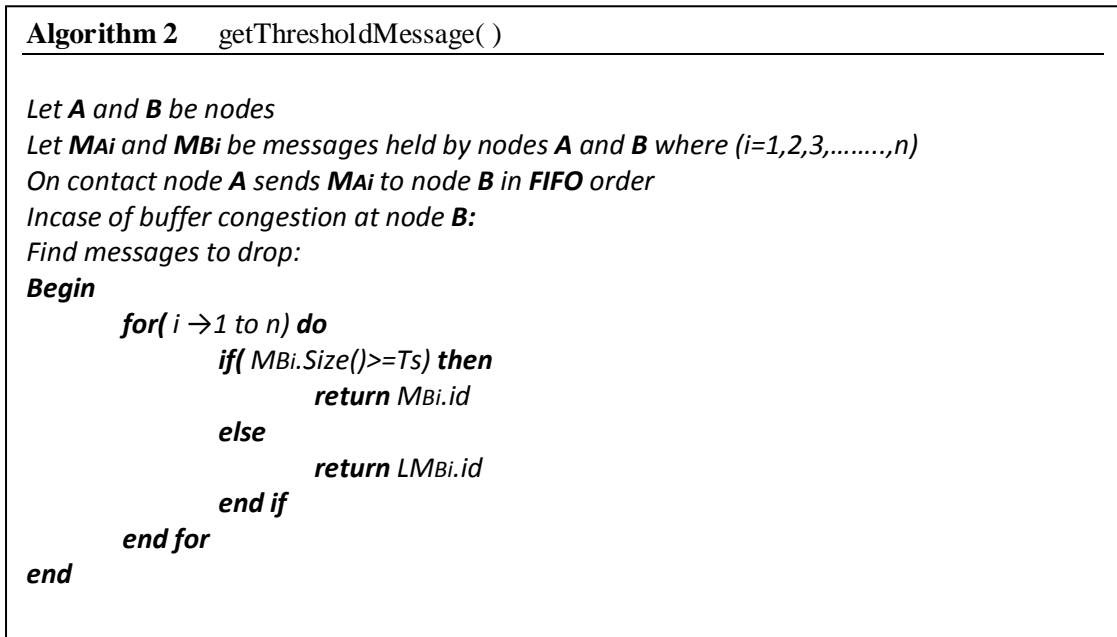 Algorithm 2 getThresholdMessage( )
Let A and B be nodes
Let MAi and MBi be messages held by nodes A and B where (i=1,2,3,……..,n)
On contact node A sends MAi to node B in FIFO order
Incase of buffer congestion at node B:
Find messages to drop:
Begin
for( i →1 to n) do
if( MBi.Size()>=Ts) then
return MBi.id
else
return LMBi.id
end if
end for
end